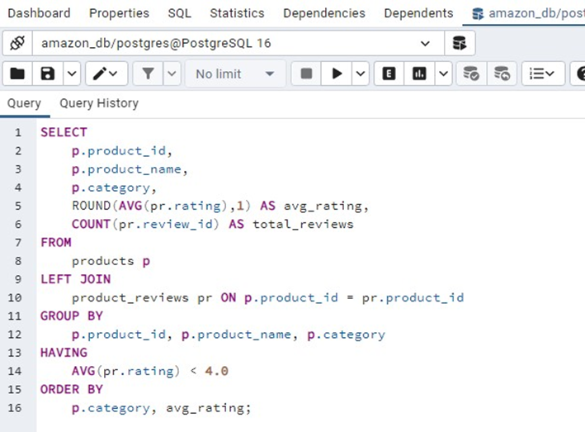 Dashboard Properties SQL Statistics Dependencies Dependents amazon_db/post
amazon_db/postgres@PostgreSQL 16
No limit E
Query Query History
1 SELECT
2 p.product_id,
3 p.product_name,
4 p.category,
5 ROUND(AVG(pr.rating),1) AS avg_rating,
6 COUNT(pr.review_id) AS total_reviews
7 FROM
8 products p
9 LEFT JOIN
10 product_reviews pr ON p.product_id = pr.product_id
11 GROUP BY
12 p.product_id, p.product_name, p.category
13 HAVING
14 AVG(pr.rating) < 4.0
15 ORDER BY
16 p.category, avg_rating;